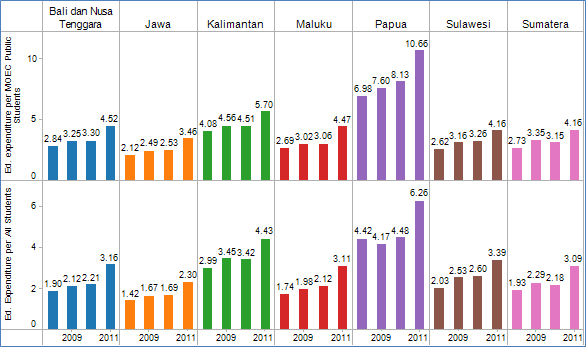 Bali dan Nusa
Tenggara
Jawa
Kalimantan
Maluku
Papua
Sulawesi
Sumatera
Ed. expenditure per MOEC Public
Students
10
5
0
2.84 3.25 3.30 4.52
2.12 2.49 2.53 3.46
4.08 4.56 4.51 5.70
2.69 3.02 3.06 4.47
6.98 7.60 8.13 10.66
2.62 3.16 3.26 4.16
2.73 3.35 3.15 4.16
Ed. Expenditure per All Students
6
4
2
0
1.90 2.12 2.21 3.16
1.42 1.67 1.69 2.30
2.99 3.45 3.42 4.43
1.74 1.98 2.12 3.11
4.42 4.17 4.48 6.26
2.03 2.53 2.60 3.39
1.93 2.29 2.18 3.09
2009 2011 2009 2011 2009 2011 2009 2011 2009 2011 2009 2011 2009 2011